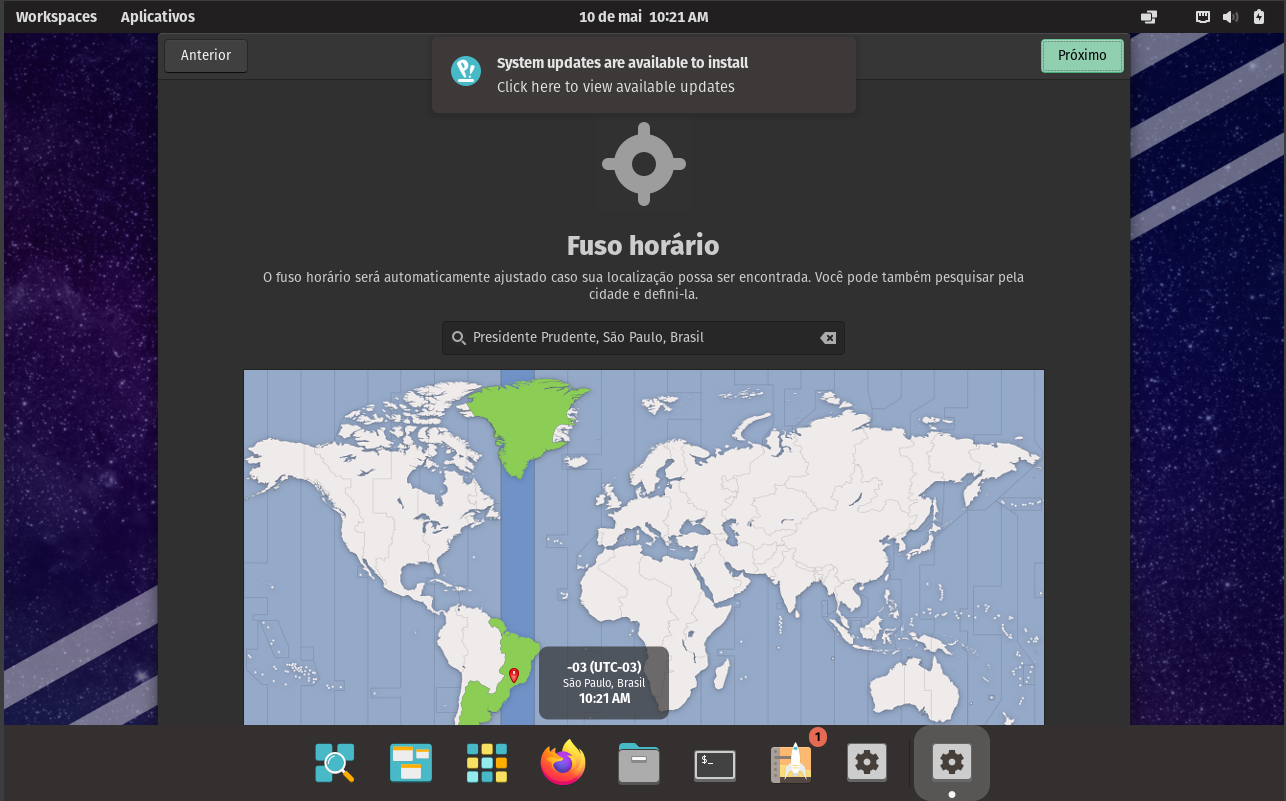 Workspaces Aplicativos 10 de mai 10:21 AM
Anterior
System updates are available to install
Click here to view available updates
Próximo
Fuso horário
O fuso horário será automaticamente ajustado caso sua localização possa ser encontrada. Você pode também pesquisar pela
cidade e defini-la.
Presidente Prudente, São Paulo, Brasil
-03 (UTC-03)
São Paulo, Brasil
10:21 AM
$_
1